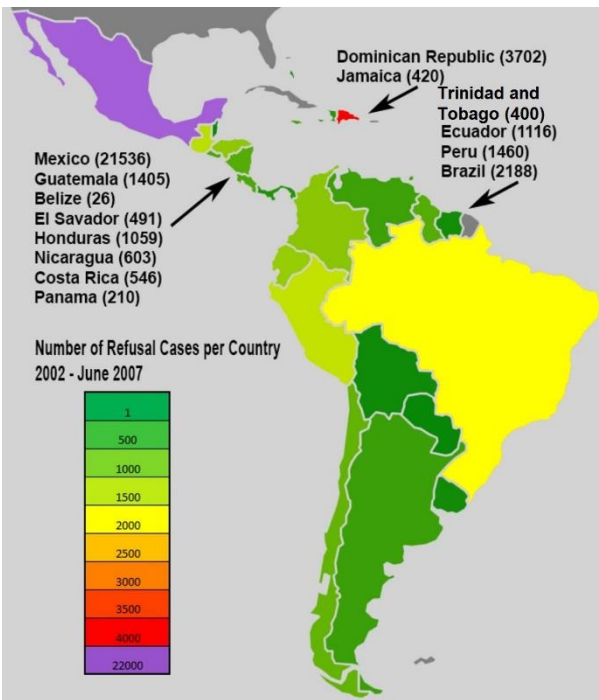 Dominican Republic (3702)
Jamaica (420)
Trinidad and
Tobago (400)
Ecuador (1116)
Peru (1460)
Brazil (2188)
Mexico (21536)
Guatemala (1405)
Belize (26)
El Savador (491)
Honduras (1059)
Nicaragua (603)
Costa Rica (546)
Panama (210)
Number of Refusal Cases per Country
2002 - June 2007
1
500
1000
1500
2000
2500
3000
3500
4000
22000